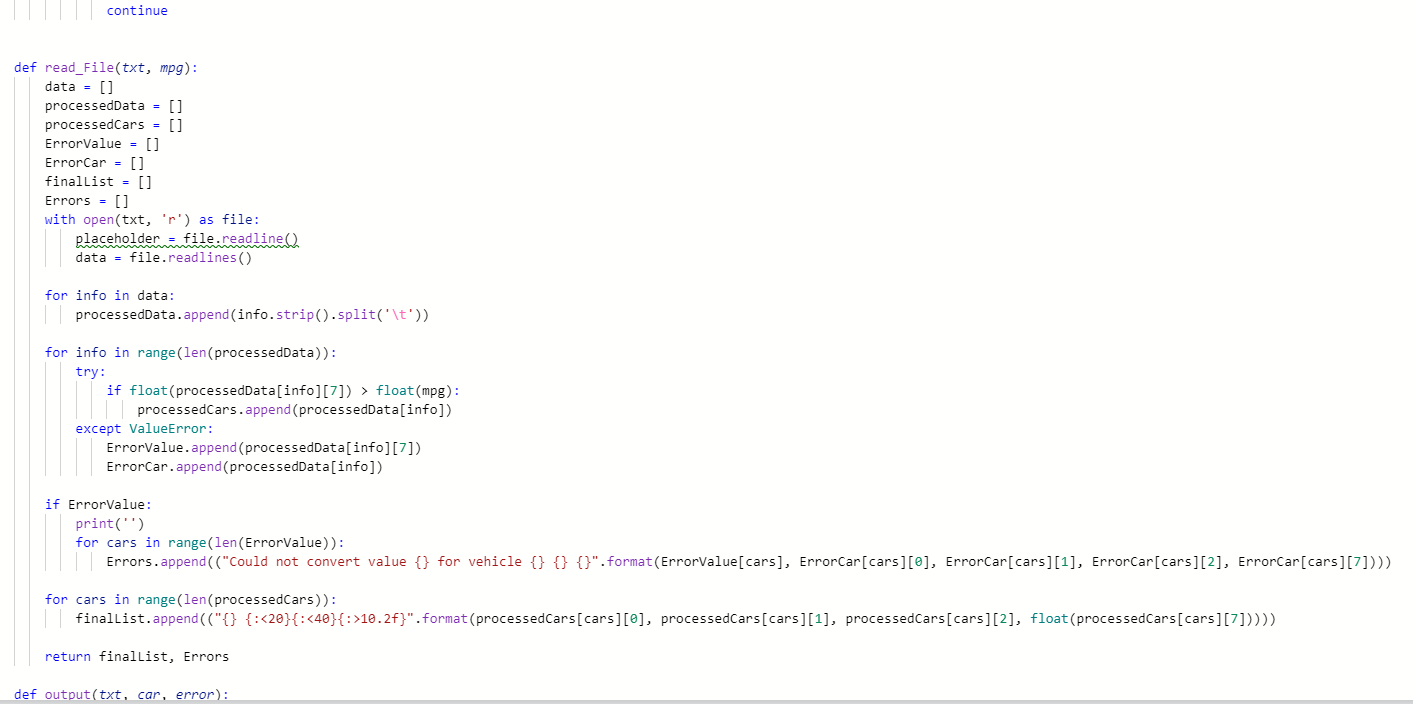 continue
def read_File(txt, mpg):
data = []
processedData = []
processedCars = []
ErrorValue = []
ErrorCar = []
finalList = []
Errors = []
with open(txt, 'r') as file:
placeholder = file.readline()
data = file.readlines()
for info in data:
processedData.append(info.strip().split('\t'))
for info in range(len(processedData)):
try:
if float(processedData[info][7]) > float(mpg):
processedCars.append(processedData[info])
except ValueError:
ErrorValue.append(processedData[info][7])
ErrorCar.append(processedData[info])
if ErrorValue:
print('')
for cars in range(len(ErrorValue)):
Errors.append(("Could not convert value {} for vehicle {} {} {}".format(ErrorValue[cars], ErrorCar[cars][0], ErrorCar[cars][1], ErrorCar[cars][2], ErrorCar[cars][7])))
for cars in range(len(processedCars)):
finalList.append(("{} {:<20}{:<40}{:>10.2f}".format(processedCars[cars][0], processedCars[cars][1], processedCars[cars][2], float(processedCars[cars][7]))))
return finalList, Errors
def output(txt, car, error):